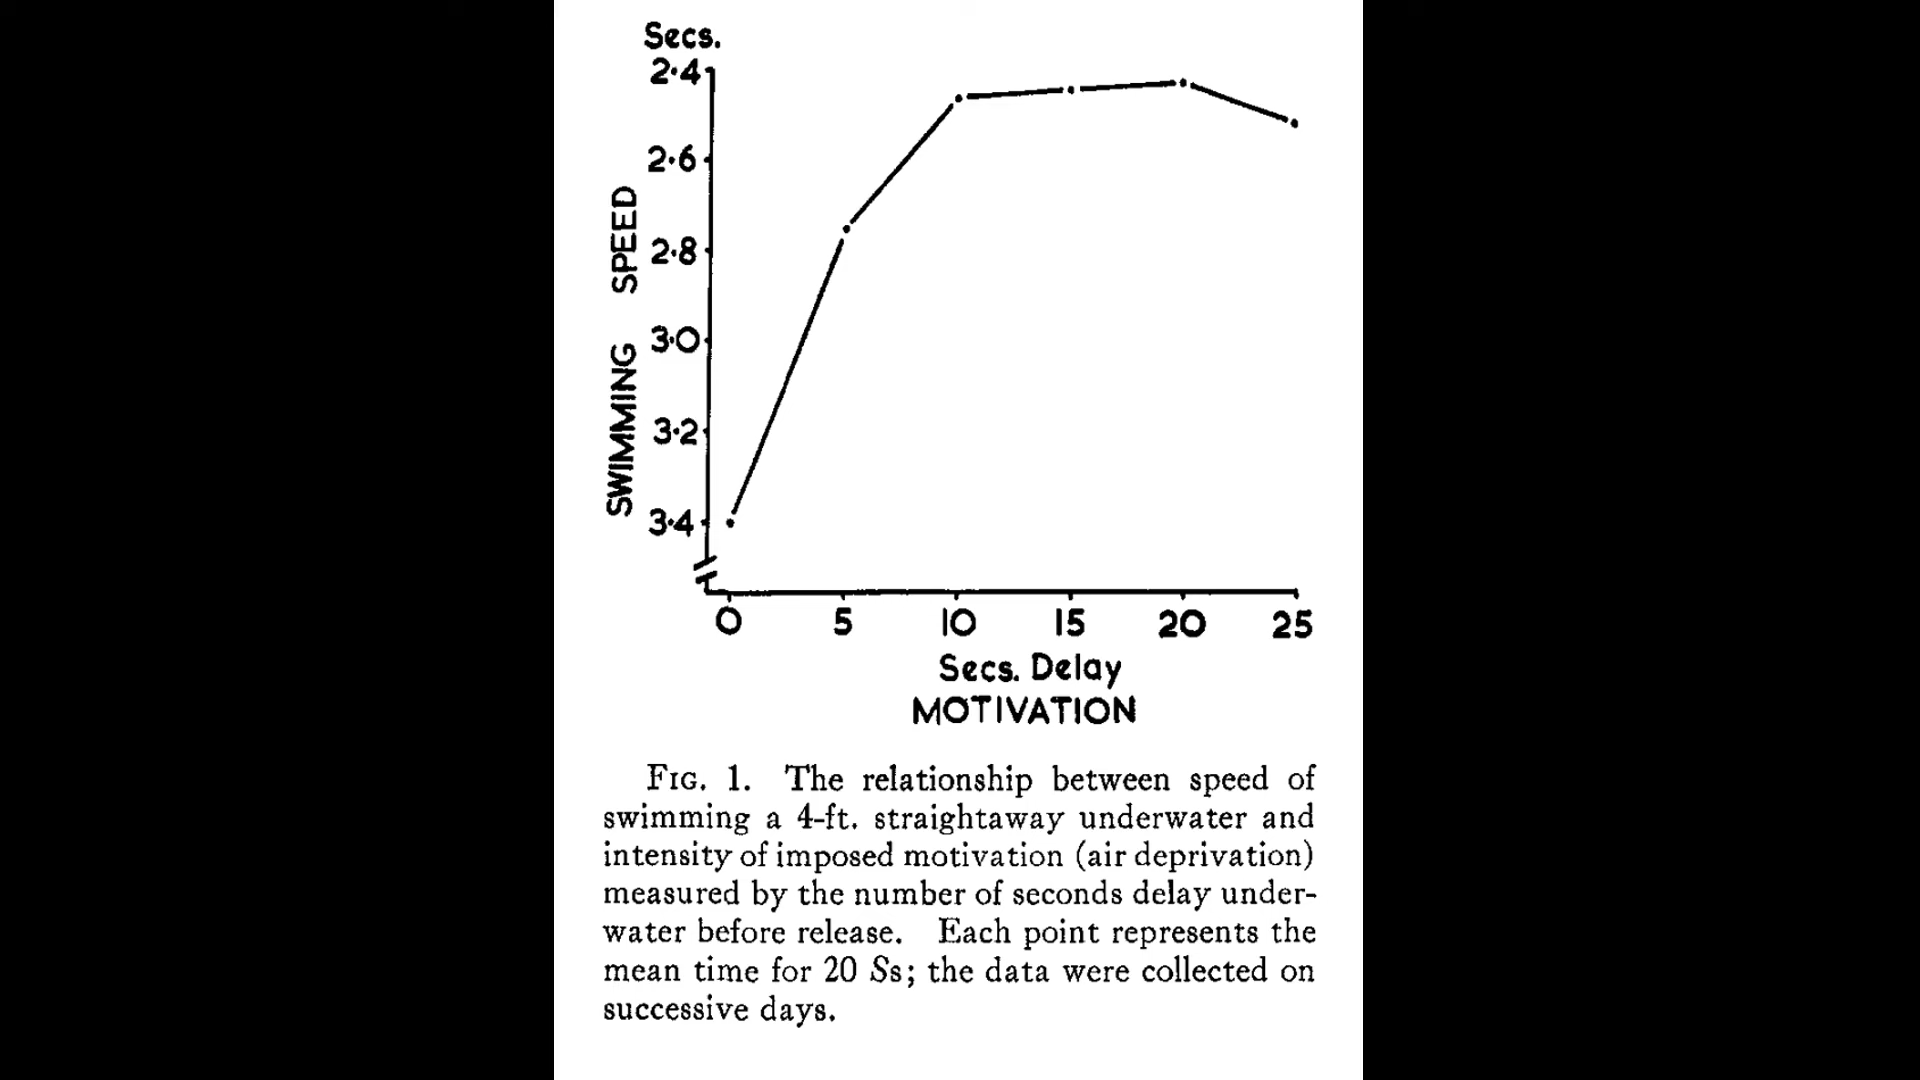 Secs.
2·4
2·6
2·8
3·0
3·2
3·4
SWIMMING SPEED
0 5 10 15 20 25
Secs. Delay
MOTIVATION
FIG. 1. The relationship between speed of
swimming a 4-ft. straightaway underwater and
intensity of imposed motivation (air deprivation)
measured by the number of seconds delay under-
water before release. Each point represents the
mean time for 20 Ss; the data were collected on
successive days.